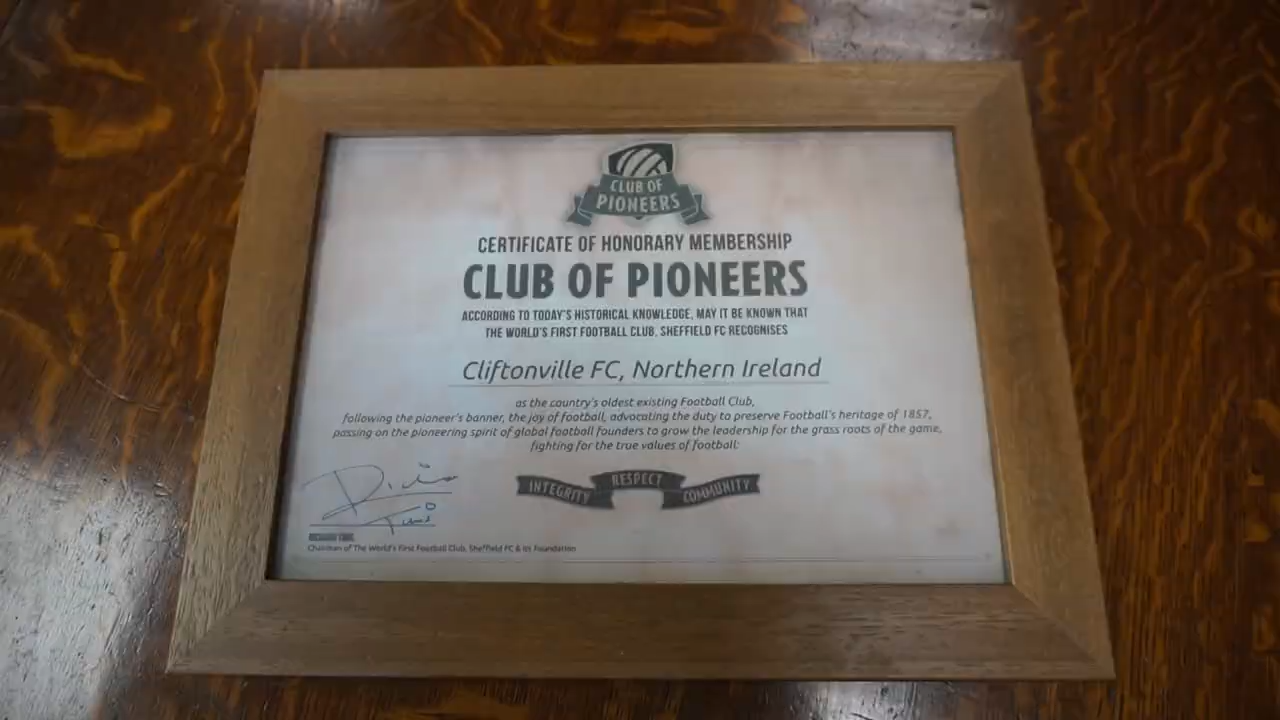 CLUB OF
PIONEERS
CERTIFICATE OF HONORARY MEMBERSHIP
CLUB OF PIONEERS
ACCORDING TO TODAY'S HISTORICAL KNOWLEDGE, MAY IT BE KNOWN THAT
THE WORLD'S FIRST FOOTBALL CLUB, SHEFFIELD FC RECOGNISES
Cliftonville FC, Northern Ireland
as the country's oldest existing Football Club,
following the pioneer's banner, the joy of football, advocating the duty to preserve Football's heritage of 1857,
passing on the pioneering spirit of global football founders to grow the leadership for the grass roots of the game,
fighting for the true values of football:
INTEGRITY RESPECT COMMUNITY
Chairman of The World's First Football Club, Sheffield FC & its Foundation